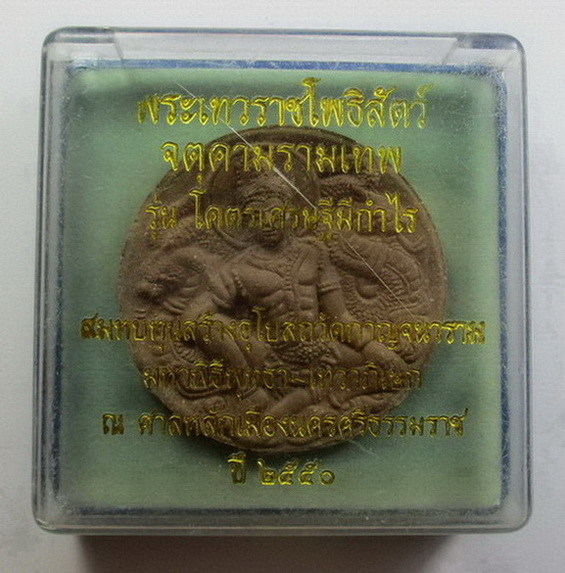 พระเทวราชโพธิสัตว์
จตุคามรามเทพ
รุ่น โคตรเศรษฐีมีกำไร
สมทบทุนสร้างอุโบสถวัดกาญจนวราม
มหาพิธีพุทธา-เทวาภิเษก
ณ ศาลหลักเมืองนครศรีธรรมราช
ปี ๒๕๕๐